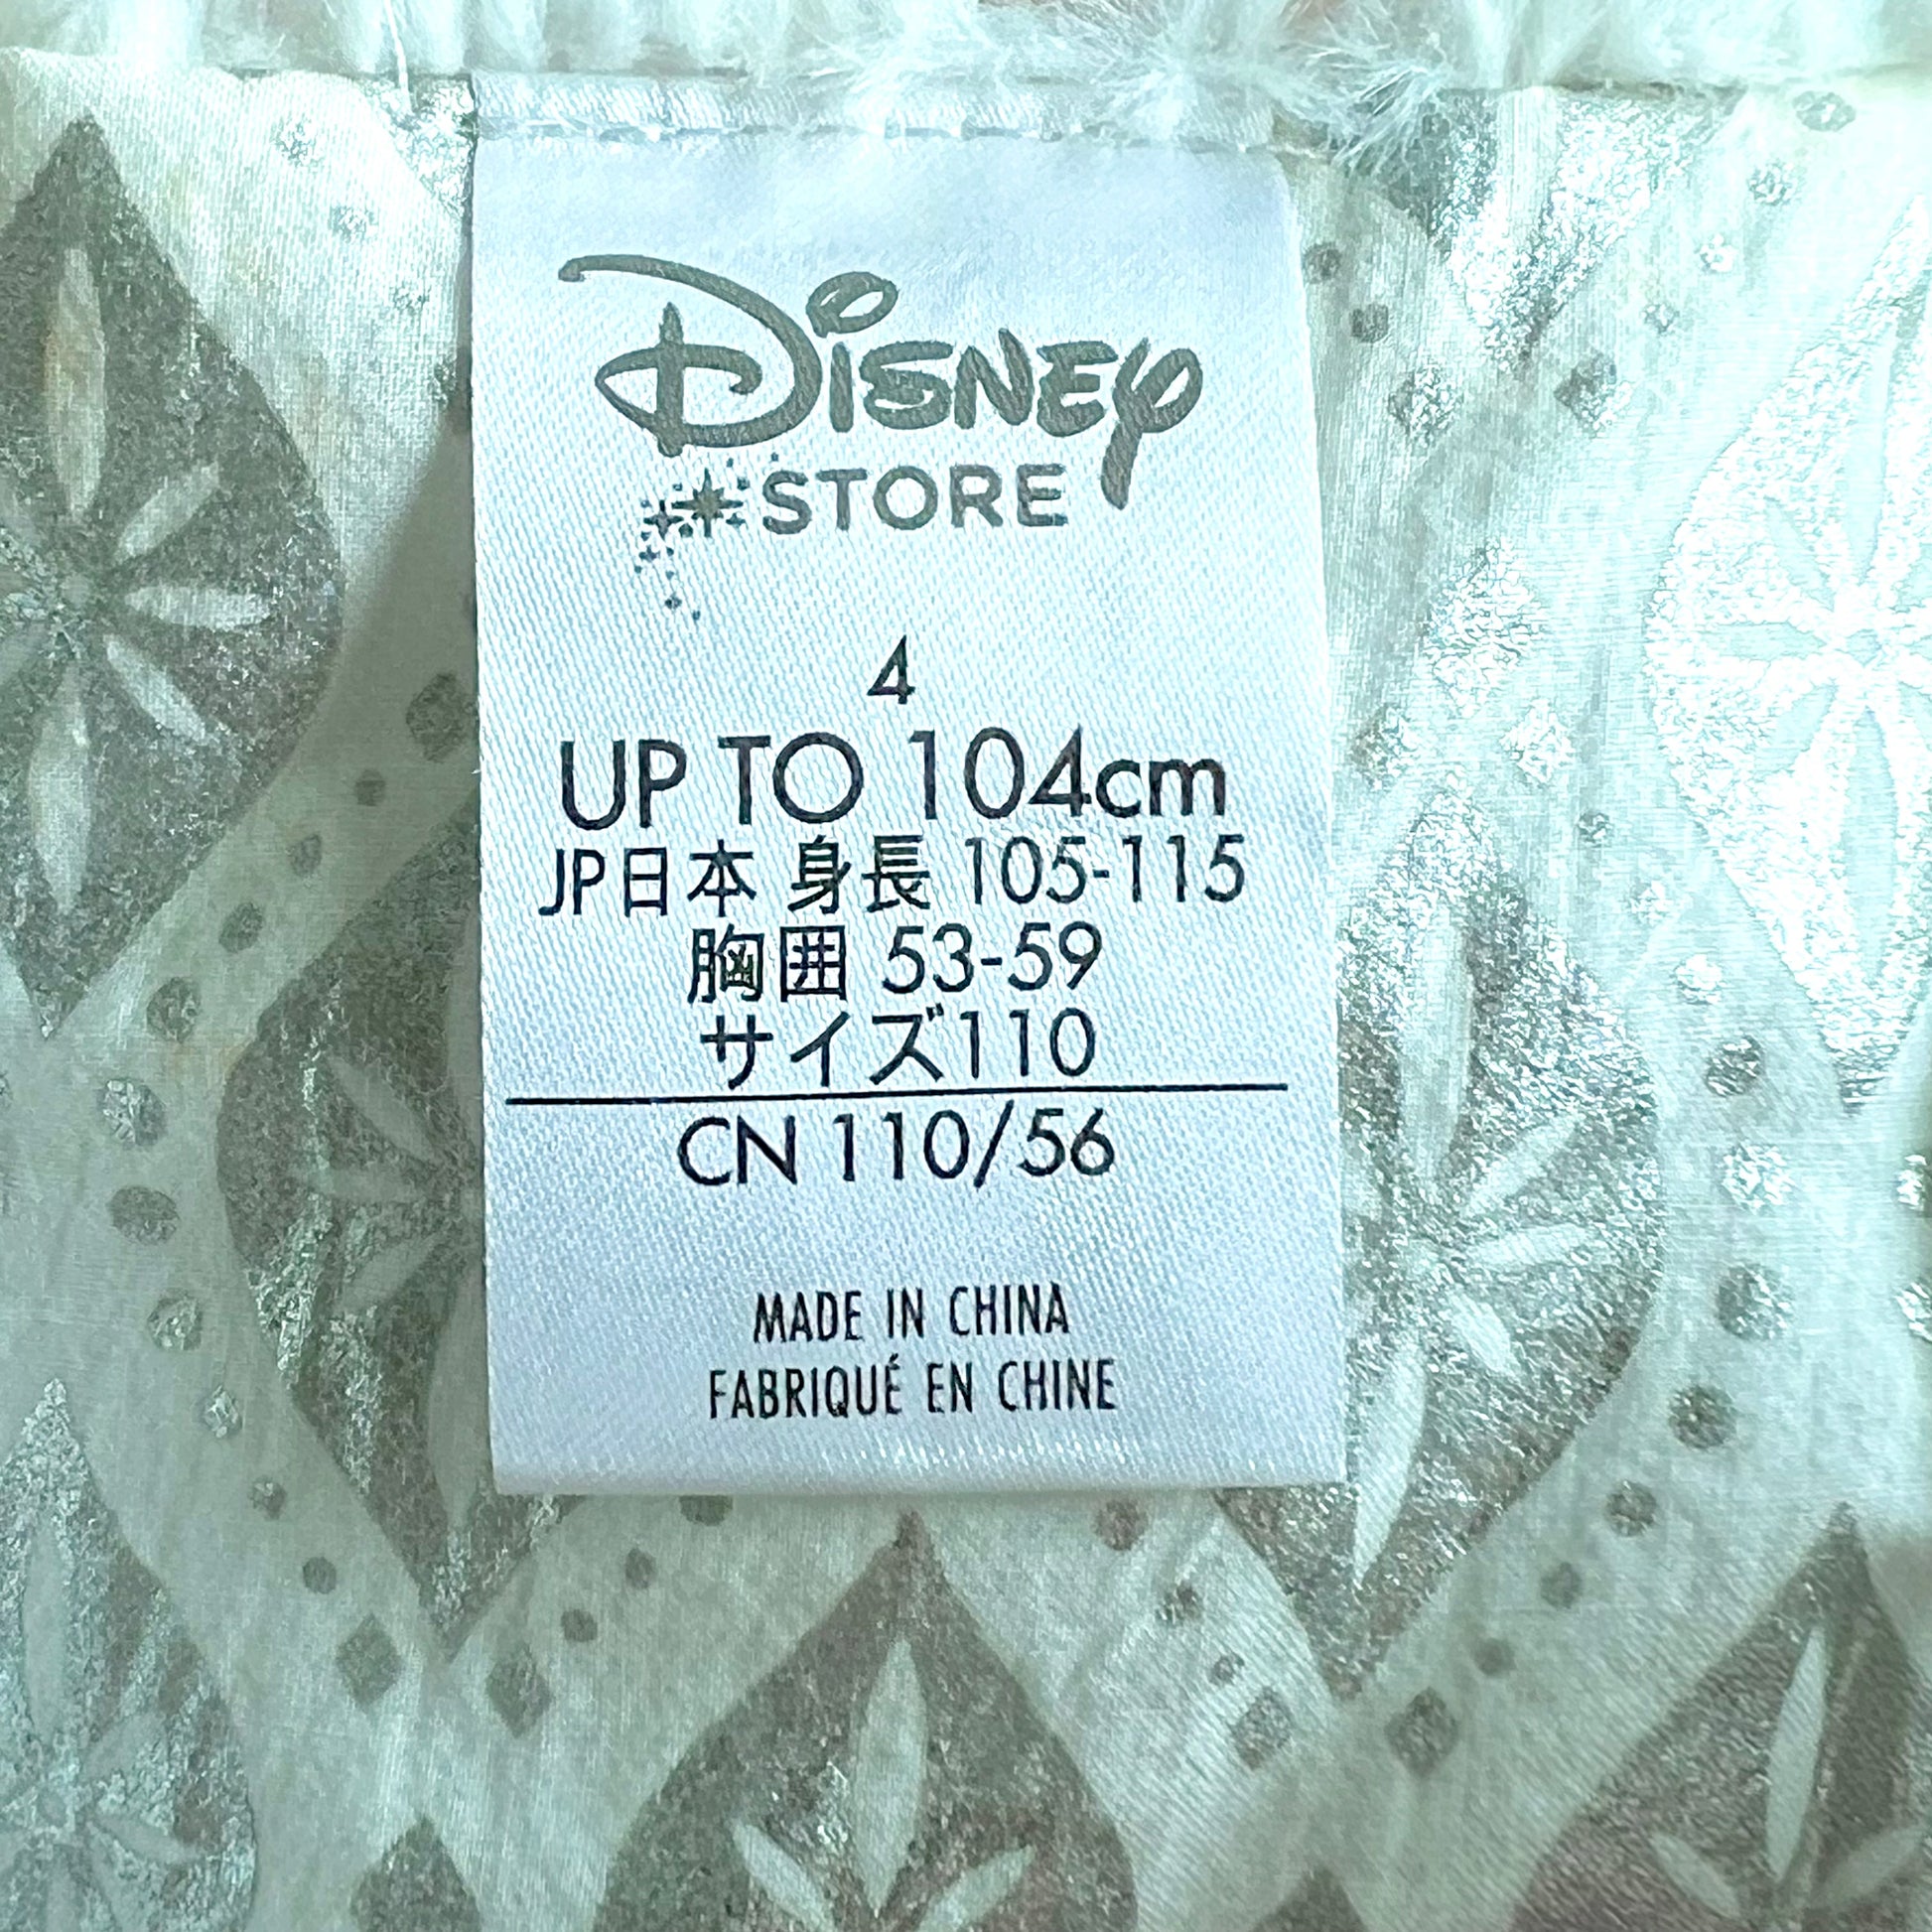 Disney
STORE
4
UP TO 104cm
JP日本 身長 105-115
胸囲 53-59
サイズ110
CN 110/56
MADE IN CHINA
FABRIQUÉ EN CHINE